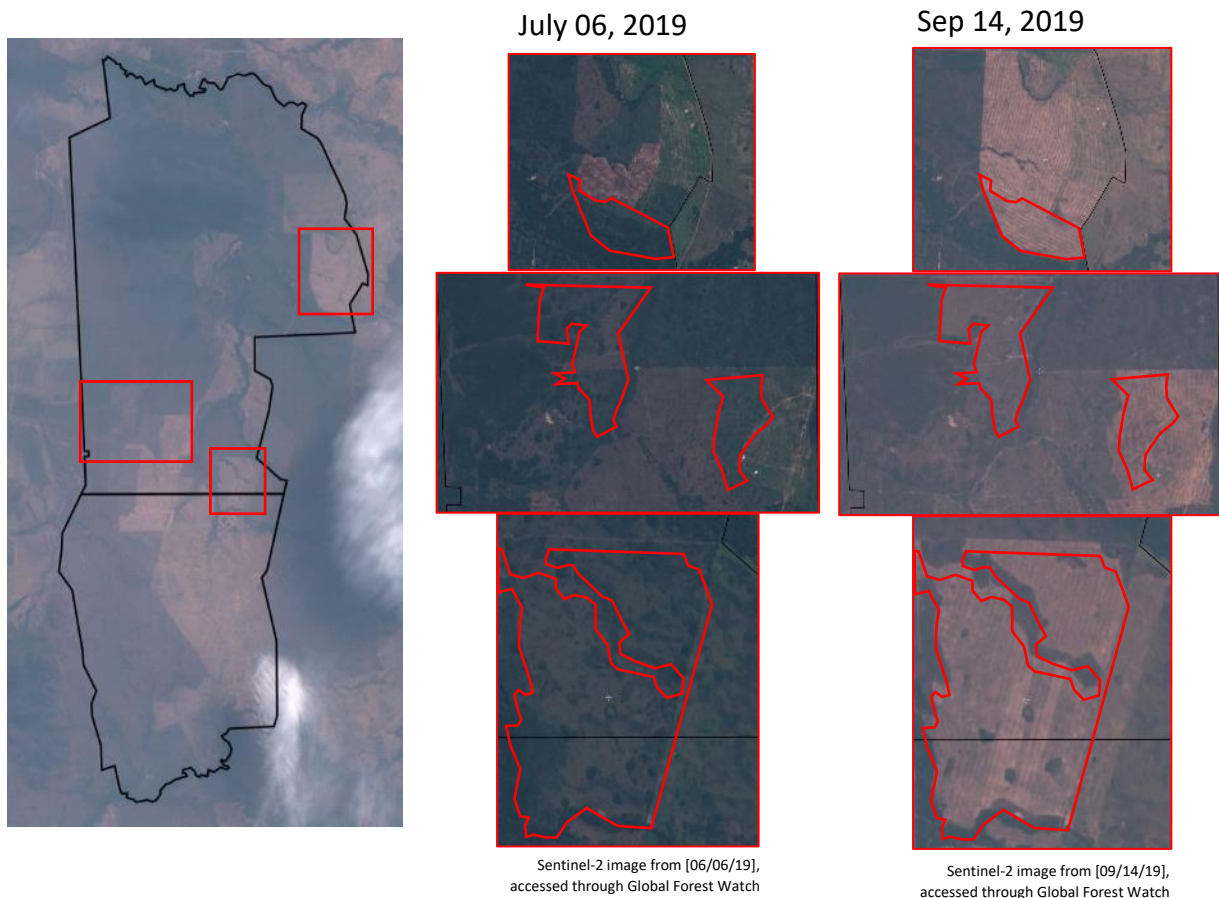 July 06, 2019
Sep 14, 2019
Sentinel-2 image from [06/06/19],
accessed through Global Forest Watch
Sentinel-2 image from [09/14/19],
accessed through Global Forest Watch